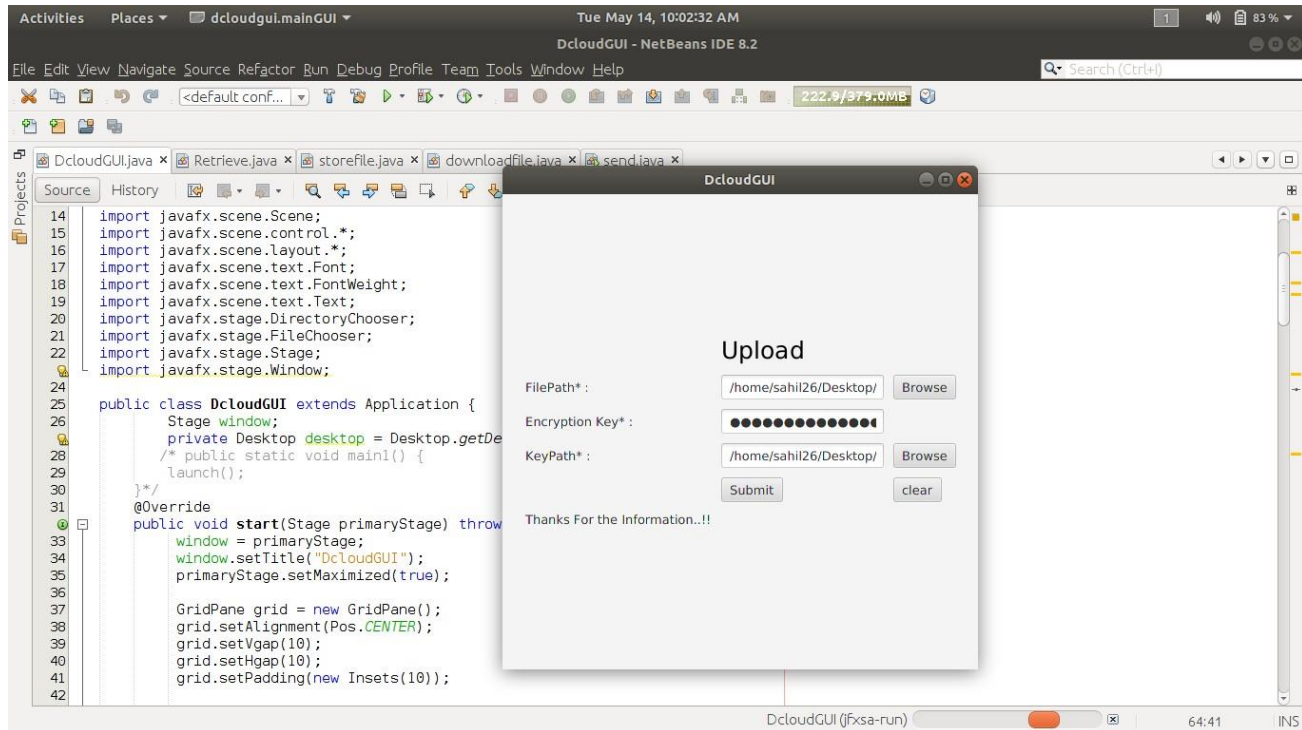 Activities Places dcloudgui.mainGUI Tue May 14, 10:02:32 AM 1 83 %
DcloudGUI - NetBeans IDE 8.2
File Edit View Navigate Source Refactor Run Debug Profile Team Tools Window Help Search (Ctrl+I)
<default conf... 222.9/379.0MB
DcloudGUI.java Retrieve.java storefile.java downloadfile.java send.java
Projects
Source History
14 import javafx.scene.Scene;
15 import javafx.scene.control.*;
16 import javafx.scene.layout.*;
17 import javafx.scene.text.Font;
18 import javafx.scene.text.FontWeight;
19 import javafx.scene.text.Text;
20 import javafx.stage.DirectoryChooser;
21 import javafx.stage.FileChooser;
22 import javafx.stage.Stage;
import javafx.stage.Window;
24
25 public class DcloudGUI extends Application {
26 Stage window;
private Desktop desktop = Desktop.getDe
28 /* public static void main1() {
29 launch();
30 }*/
31 @Override
public void start(Stage primaryStage) throw
33 window = primaryStage;
34 window.setTitle("DcloudGUI");
35 primaryStage.setMaximized(true);
36
37 GridPane grid = new GridPane();
38 grid.setAlignment(Pos.CENTER);
39 grid.setVgap(10);
40 grid.setHgap(10);
41 grid.setPadding(new Insets(10));
42
DcloudGUI
Upload
FilePath* : /home/sahil26/Desktop/ Browse
Encryption Key* : ●●●●●●●●●●●●●●
KeyPath* : /home/sahil26/Desktop/ Browse
Submit clear
Thanks For the Information..!!
DcloudGUI (jfxsa-run) 64:41 INS